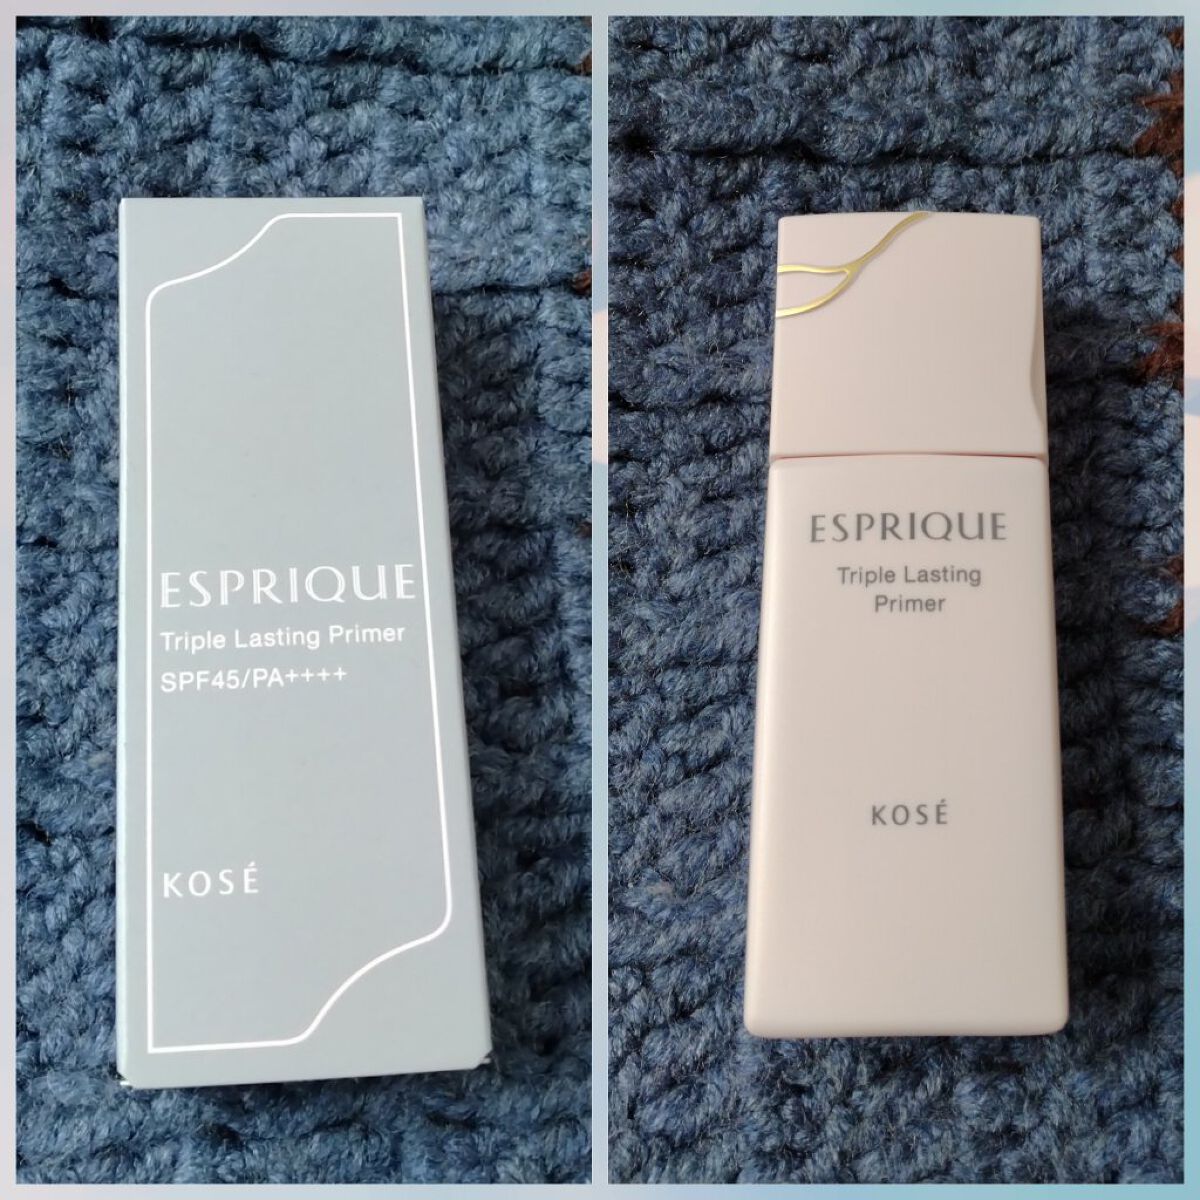 ESPRIQUE
Triple Lasting Primer
SPF45/PA++++
KOSÉ
ESPRIQUE
Triple Lasting
Primer
KOSÉ